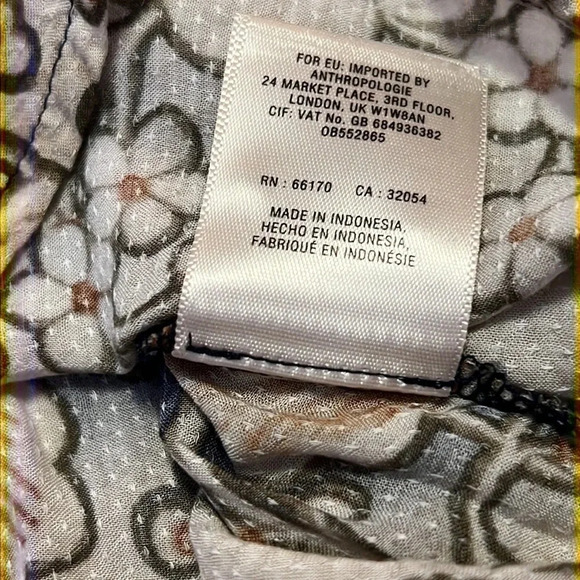 FOR EU: IMPORTED BY
ANTHROPOLOGIE
24 MARKET PLACE, 3RD FLOOR,
LONDON, UK W1W8AN
CIF: VAT No. GB 684936382
OB552865
RN : 66170 CA : 32054
MADE IN INDONESIA,
HECHO EN INDONESIA,
FABRIQUÉ EN INDONÉSIE